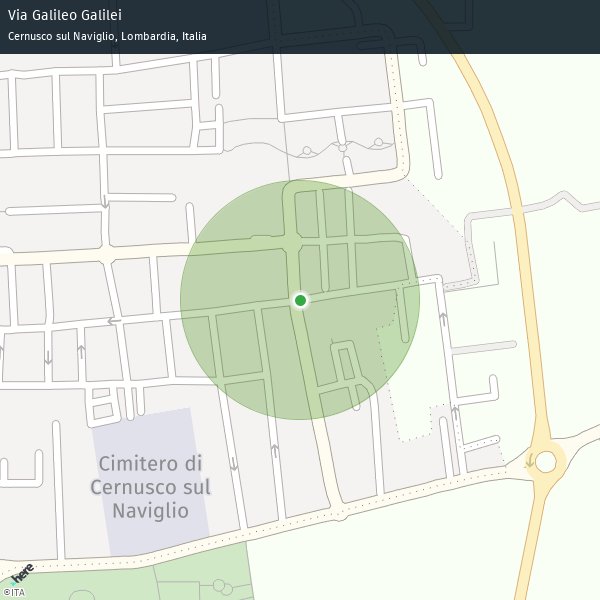 Via Galileo Galilei
Cernusco sul Naviglio, Lombardia, Italia
Cimitero di
Cernusco sul
Naviglio
here
©ITA